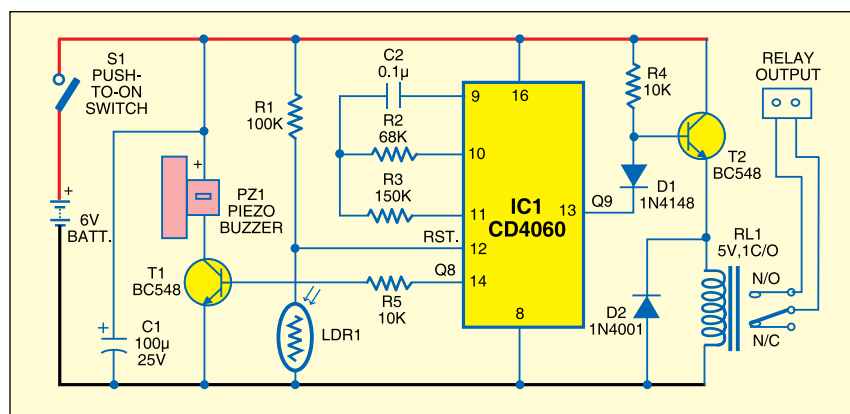 S1
PUSH-
TO-ON
SWITCH
+
6V
BATT.
+
C1
100µ
25V
+
PZ1
PIEZO
BUZZER
T1
BC548
R1
100K
LDR1
C2
0.1µ
R2
68K
R3
150K
RST.
Q8
R5
10K
9
10
11
12
14
16
IC1
CD4060
13
8
Q9
R4
10K
D1
1N4148
T2
BC548
D2
1N4001
RELAY
OUTPUT
RL1
5V,1C/O
N/O
N/C